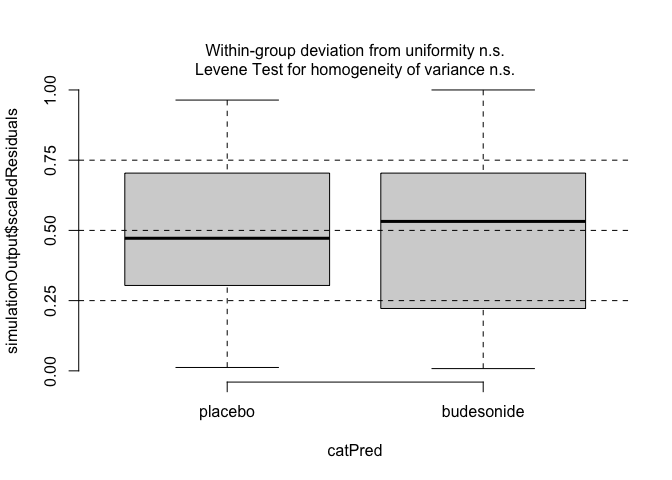 Within-group deviation from uniformity n.s.
Levene Test for homogeneity of variance n.s.
simulationOutput$scaledResiduals
1.00
0.75
0.50
0.25
0.00
placebo
budesonide
catPred